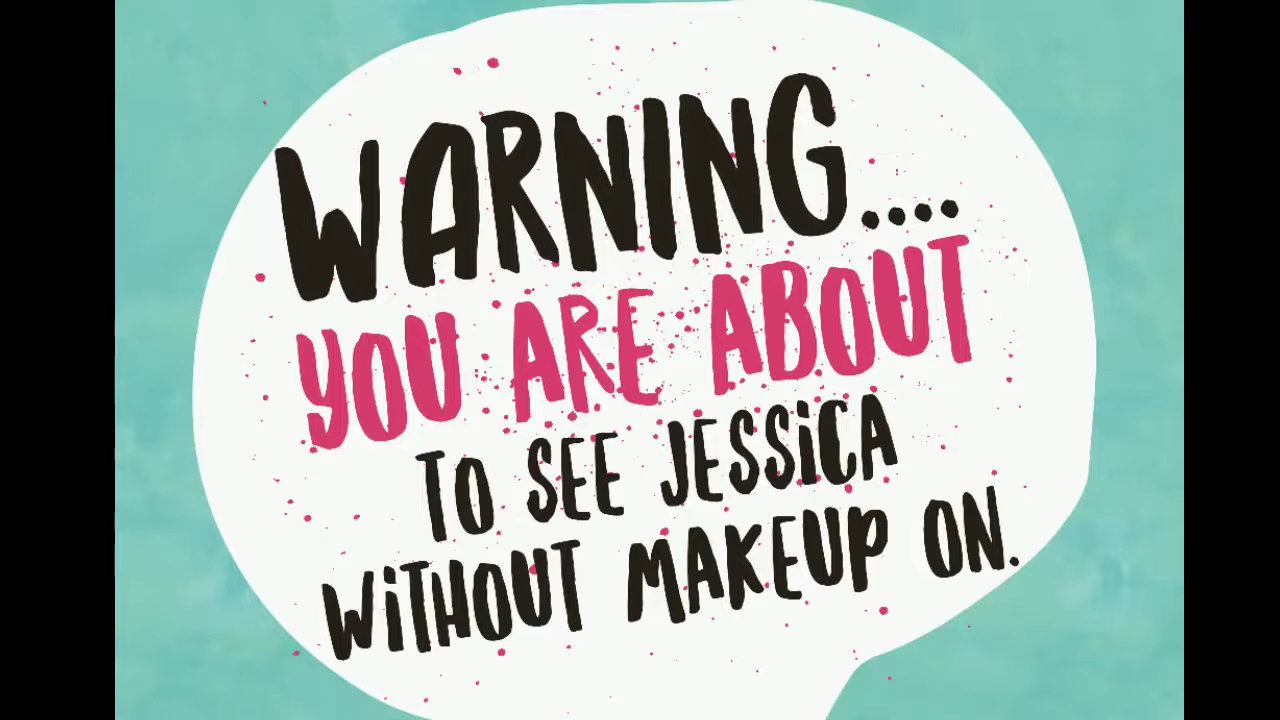 WARNING....
YOU ARE ABOUT
TO SEE JESSiCA
WiTHOUT MAKEUP ON.